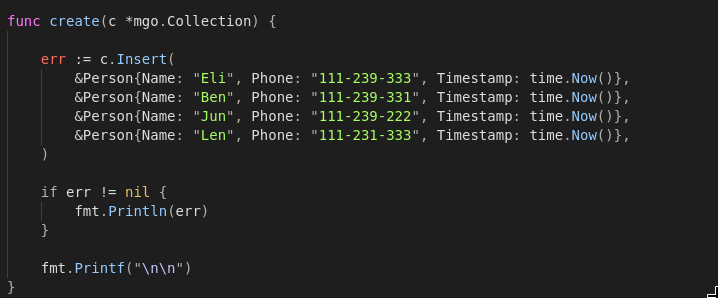 func create(c *mgo.Collection) {
err := c.Insert(
&Person{Name: "Eli", Phone: "111-239-333", Timestamp: time.Now()},
&Person{Name: "Ben", Phone: "111-239-331", Timestamp: time.Now()},
&Person{Name: "Jun", Phone: "111-239-222", Timestamp: time.Now()},
&Person{Name: "Len", Phone: "111-231-333", Timestamp: time.Now()},
)
if err != nil {
fmt.Println(err)
}
fmt.Printf("\n\n")
}